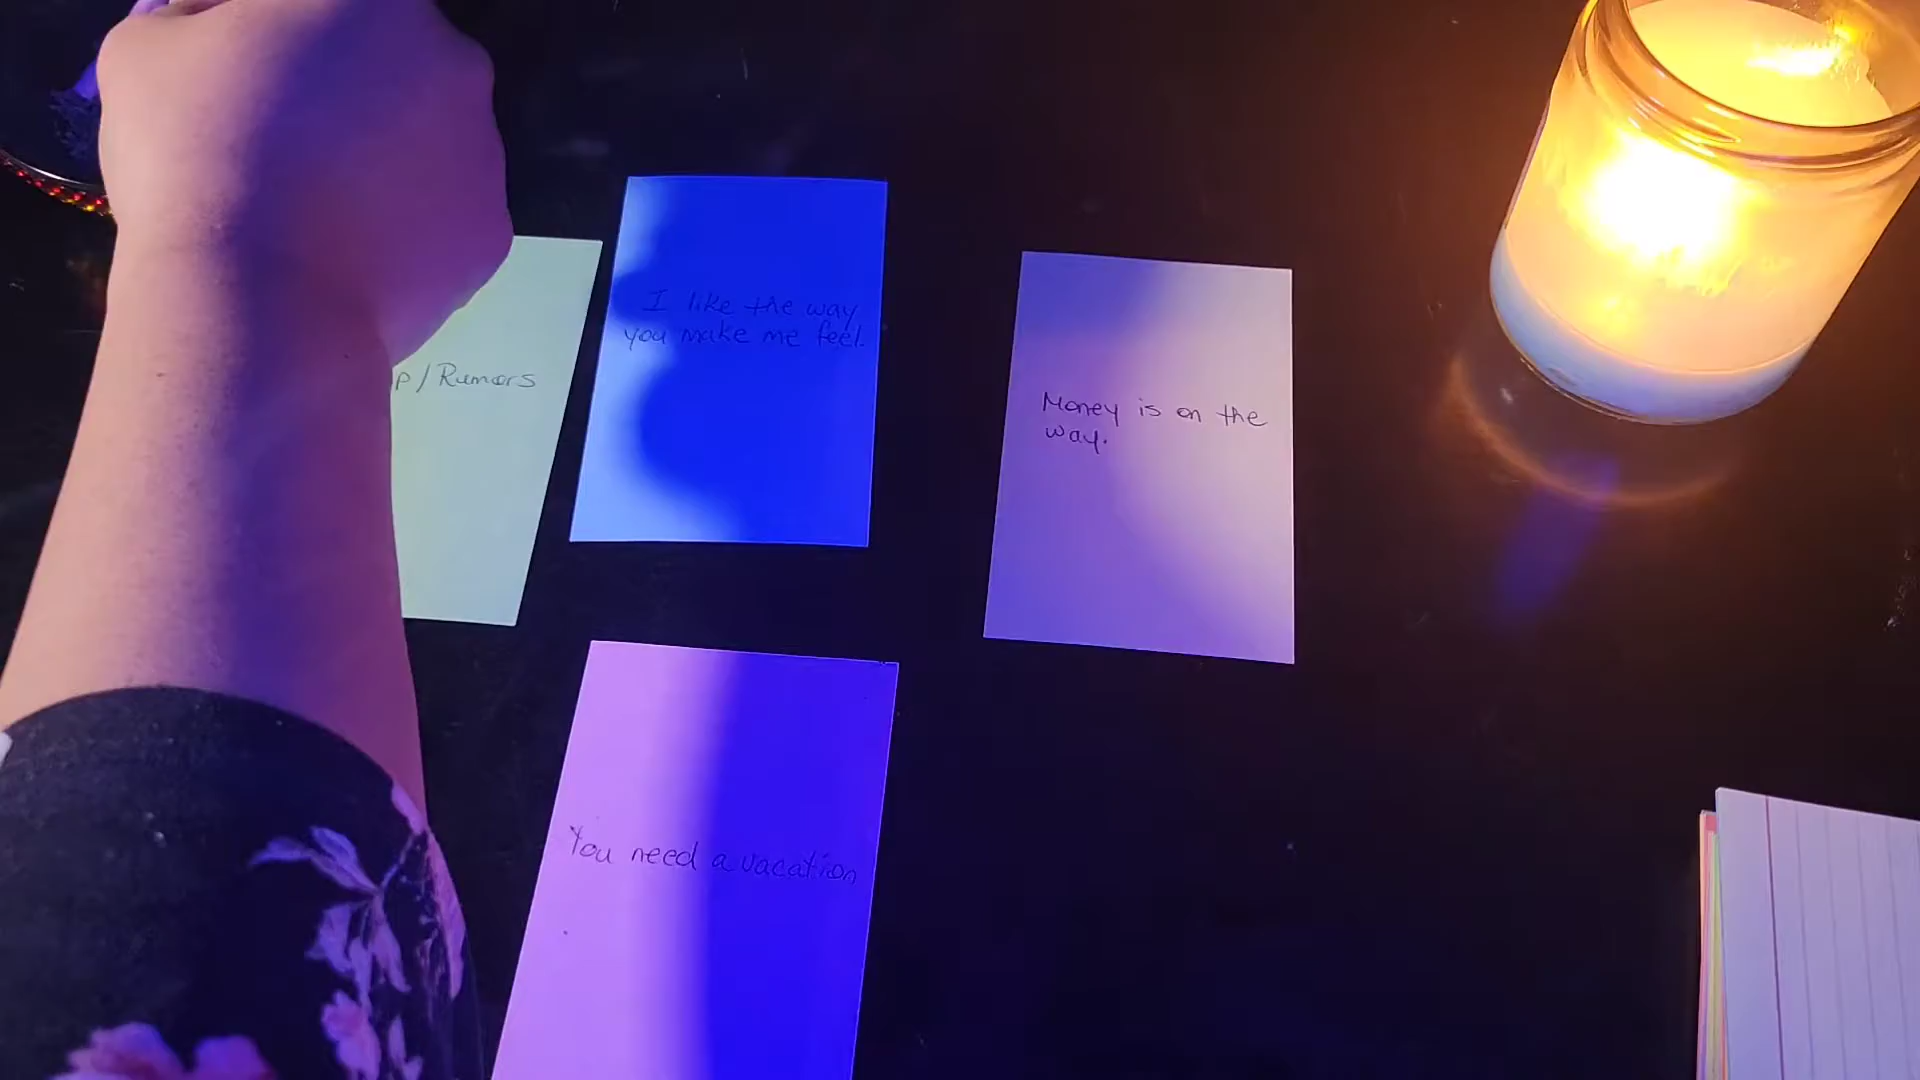 p/Rumors
I like the way
you make me feel.
Money is on the
way.
You need a vacation